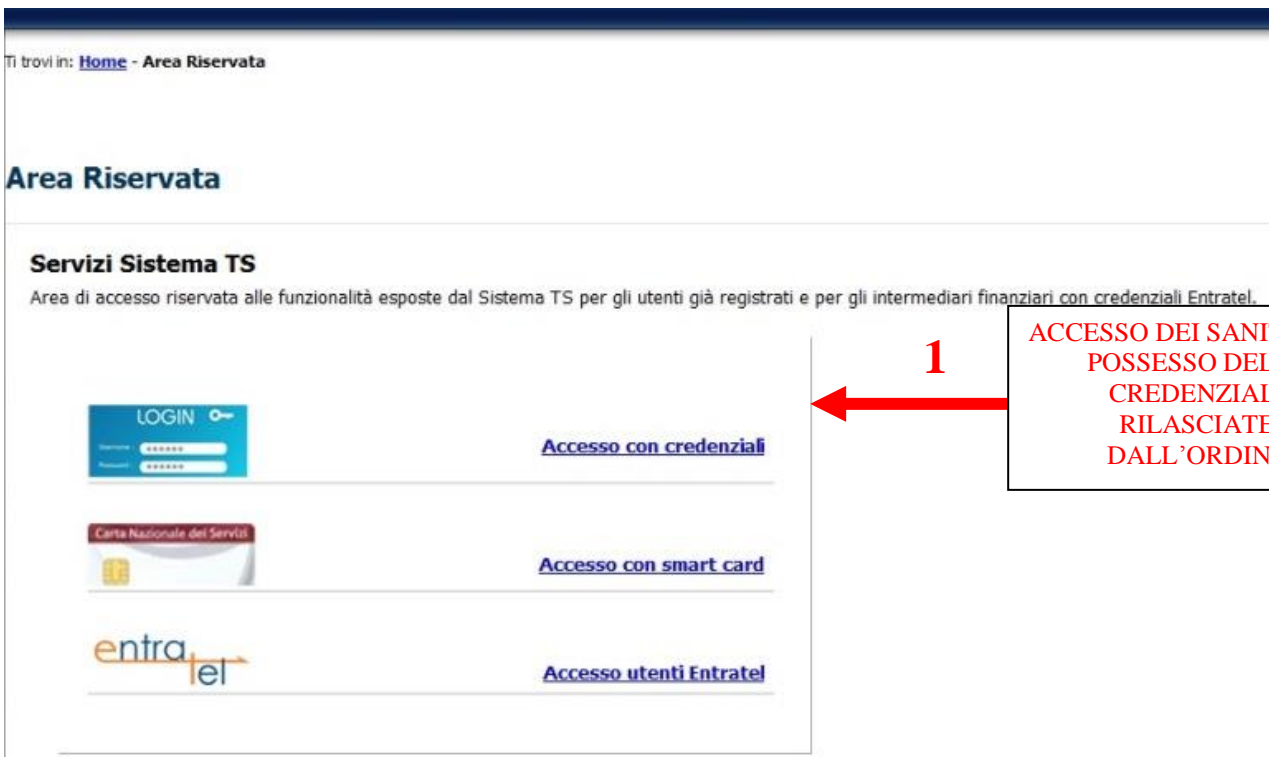 Ti trovi in: Home - Area Riservata
Area Riservata
Servizi Sistema TS
Area di accesso riservata alle funzionalità esposte dal Sistema TS per gli utenti già registrati e per gli intermediari finanziari con credenziali Entratel.
1
ACCESSO DEI SANI
POSSESSO DEL
CREDENZIAL
RILASCIATE
DALL'ORDIN
LOGIN
Accesso con credenziali
Carta Nazionale dei Servizi
Accesso con smart card
entratel
Accesso utenti Entratel